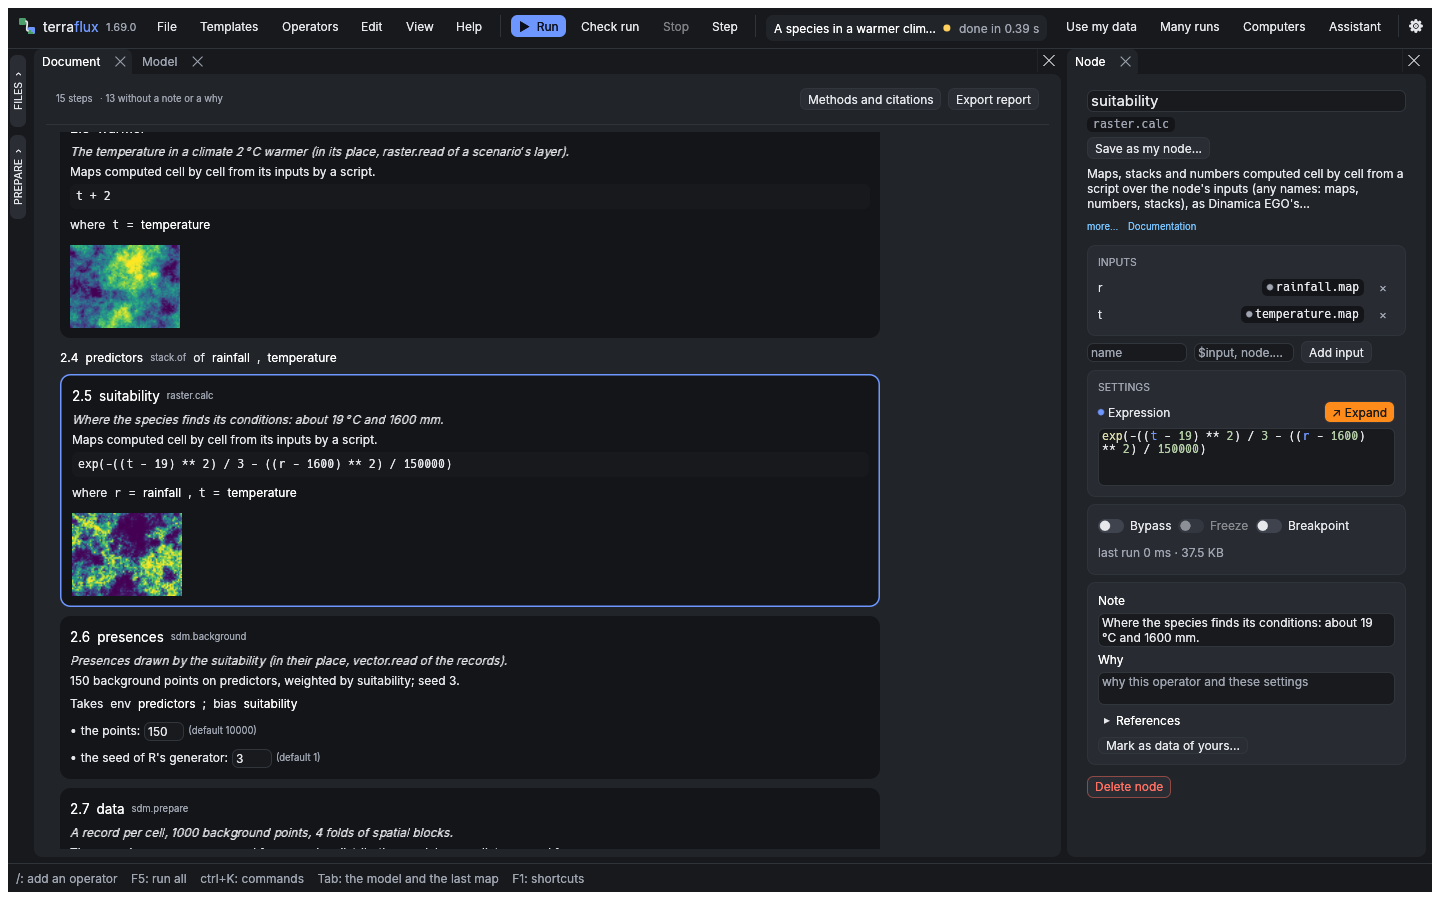 terraflux 1.69.0 File Templates Operators Edit View Help Run Check run Stop Step A species in a warmer clim... done in 0.39 s Use my data Many runs Computers Assistant
FILES
PREPARE
Document Model
15 steps · 13 without a note or a why Methods and citations Export report
The temperature in a climate 2 °C warmer (in its place, raster.read of a scenario's layer).
Maps computed cell by cell from its inputs by a script.
t + 2
where t = temperature
2.4 predictors stack.of of rainfall , temperature
2.5 suitability raster.calc
Where the species finds its conditions: about 19 °C and 1600 mm.
Maps computed cell by cell from its inputs by a script.
exp(-((t - 19) ** 2) / 3 - ((r - 1600) ** 2) / 150000)
where r = rainfall , t = temperature
2.6 presences sdm.background
Presences drawn by the suitability (in their place, vector.read of the records).
150 background points on predictors, weighted by suitability; seed 3.
Takes env predictors ; bias suitability
• the points: 150 (default 10000)
• the seed of R's generator: 3 (default 1)
2.7 data sdm.prepare
A record per cell, 1000 background points, 4 folds of spatial blocks.
Node
suitability
raster.calc
Save as my node...
Maps, stacks and numbers computed cell by cell from a
script over the node's inputs (any names: maps,
numbers, stacks), as Dinamica EGO's...
more... Documentation
INPUTS
r rainfall.map ×
t temperature.map ×
name $input, node.... Add input
SETTINGS
Expression ↗ Expand
exp(-((t - 19) ** 2) / 3 - ((r - 1600)
** 2) / 150000)
Bypass Freeze Breakpoint
last run 0 ms · 37.5 KB
Note
Where the species finds its conditions: about 19
°C and 1600 mm.
Why
why this operator and these settings
▸ References
Mark as data of yours...
Delete node
/: add an operator F5: run all ctrl+K: commands Tab: the model and the last map F1: shortcuts